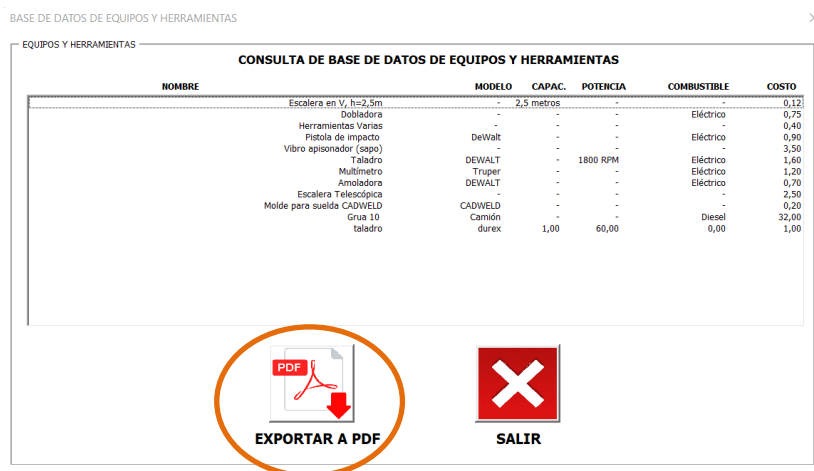 BASE DE DATOS DE EQUIPOS Y HERRAMIENTAS
EQUIPOS Y HERRAMIENTAS
CONSULTA DE BASE DE DATOS DE EQUIPOS Y HERRAMIENTAS
NOMBRE MODELO CAPAC. POTENCIA COMBUSTIBLE COSTO
Escalera en V, h=2,5m - 2,5 metros - - 0,12
Dobladora - - - Eléctrico 0,75
Herramientas Varias - - - - 0,40
Pistola de impacto DeWalt - - Eléctrico 0,90
Vibro apisonador (sapo) - - - - 3,50
Taladro DEWALT - 1800 RPM Eléctrico 1,60
Multímetro Truper - - Eléctrico 1,20
Amoladora DEWALT - - Eléctrico 0,70
Escalera Telescópica - - - - 2,50
Molde para suelda CADWELD CADWELD - - - 0,20
Grua 10 Camión - - Diesel 32,00
taladro durex 1,00 60,00 0,00 1,00
PDF
EXPORTAR A PDF SALIR